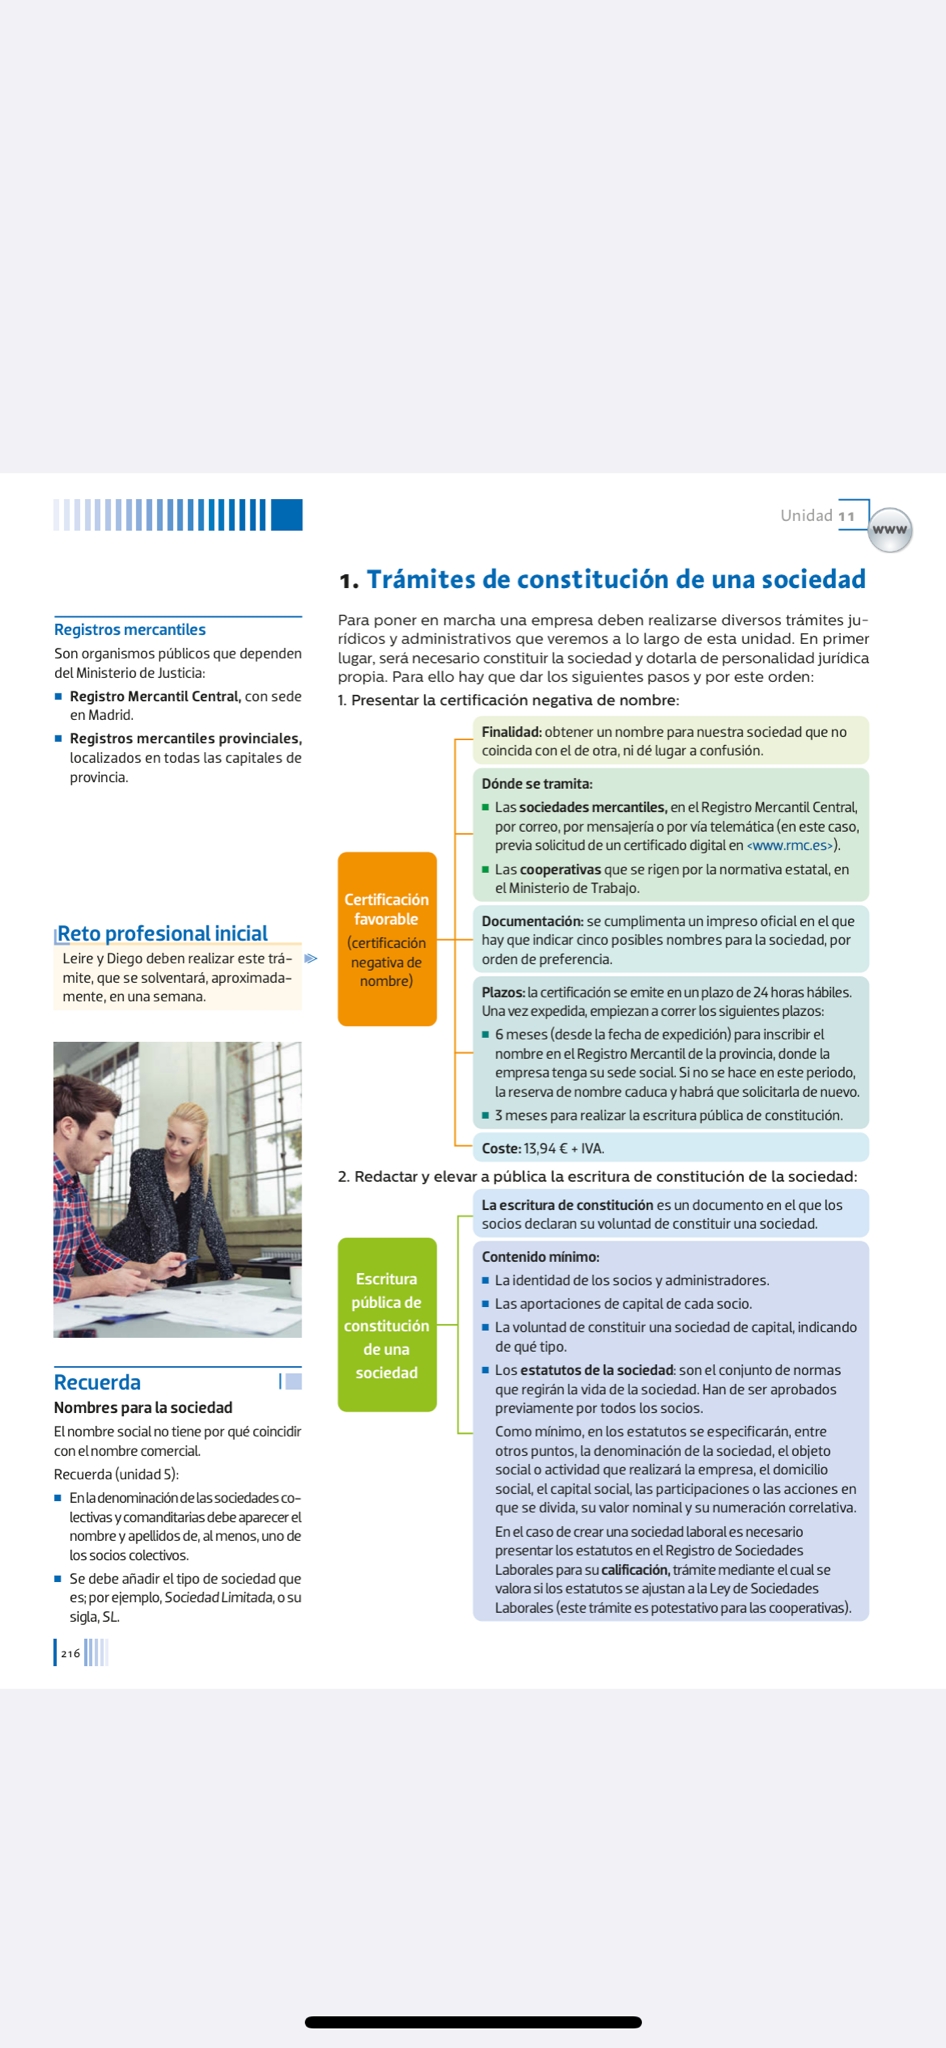 Unidad 11
www
1. Trámites de constitución de una sociedad
Registros mercantiles
Son organismos públicos que dependen
del Ministerio de Justicia:
■ Registro Mercantil Central, con sede
en Madrid.
■ Registros mercantiles provinciales,
localizados en todas las capitales de
provincia.
Reto profesional inicial
Leire y Diego deben realizar este trá-
mite, que se solventará, aproximada-
mente, en una semana.
Recuerda
Nombres para la sociedad
El nombre social no tiene por qué coincidir
con el nombre comercial.
Recuerda (unidad 5):
■ En la denominación de las sociedades co-
lectivas y comanditarias debe aparecer el
nombre y apellidos de, al menos, uno de
los socios colectivos.
■ Se debe añadir el tipo de sociedad que
es; por ejemplo, Sociedad Limitada, o su
sigla, SL.
Para poner en marcha una empresa deben realizarse diversos trámites ju-
rídicos y administrativos que veremos a lo largo de esta unidad. En primer
lugar, será necesario constituir la sociedad y dotarla de personalidad jurídica
propia. Para ello hay que dar los siguientes pasos y por este orden:
1. Presentar la certificación negativa de nombre:
Certificación
favorable
(certificación
negativa de
nombre)
Finalidad: obtener un nombre para nuestra sociedad que no
coincida con el de otra, ni dé lugar a confusión.
Dónde se tramita:
■ Las sociedades mercantiles, en el Registro Mercantil Central,
por correo, por mensajería o por vía telemática (en este caso,
previa solicitud de un certificado digital en <www.rmc.es>).
■ Las cooperativas que se rigen por la normativa estatal, en
el Ministerio de Trabajo.
Documentación: se cumplimenta un impreso oficial en el que
hay que indicar cinco posibles nombres para la sociedad, por
orden de preferencia.
Plazos: la certificación se emite en un plazo de 24 horas hábiles.
Una vez expedida, empiezan a correr los siguientes plazos:
■ 6 meses (desde la fecha de expedición) para inscribir el
nombre en el Registro Mercantil de la provincia, donde la
empresa tenga su sede social. Si no se hace en este periodo,
la reserva de nombre caduca y habrá que solicitarla de nuevo.
■ 3 meses para realizar la escritura pública de constitución.
Coste: 13,94 € + IVA.
2. Redactar y elevar a pública la escritura de constitución de la sociedad:
Escritura
pública de
constitución
de una
sociedad
La escritura de constitución es un documento en el que los
socios declaran su voluntad de constituir una sociedad.
Contenido mínimo:
■ La identidad de los socios y administradores.
■ Las aportaciones de capital de cada socio.
■ La voluntad de constituir una sociedad de capital, indicando
de qué tipo.
■ Los estatutos de la sociedad: son el conjunto de normas
que regirán la vida de la sociedad. Han de ser aprobados
previamente por todos los socios.
Como mínimo, en los estatutos se especificarán, entre
otros puntos, la denominación de la sociedad, el objeto
social o actividad que realizará la empresa, el domicilio
social, el capital social, las participaciones o las acciones en
que se divida, su valor nominal y su numeración correlativa.
En el caso de crear una sociedad laboral es necesario
presentar los estatutos en el Registro de Sociedades
Laborales para su calificación, trámite mediante el cual se
valora si los estatutos se ajustan a la Ley de Sociedades
Laborales (este trámite es potestativo para las cooperativas).
216